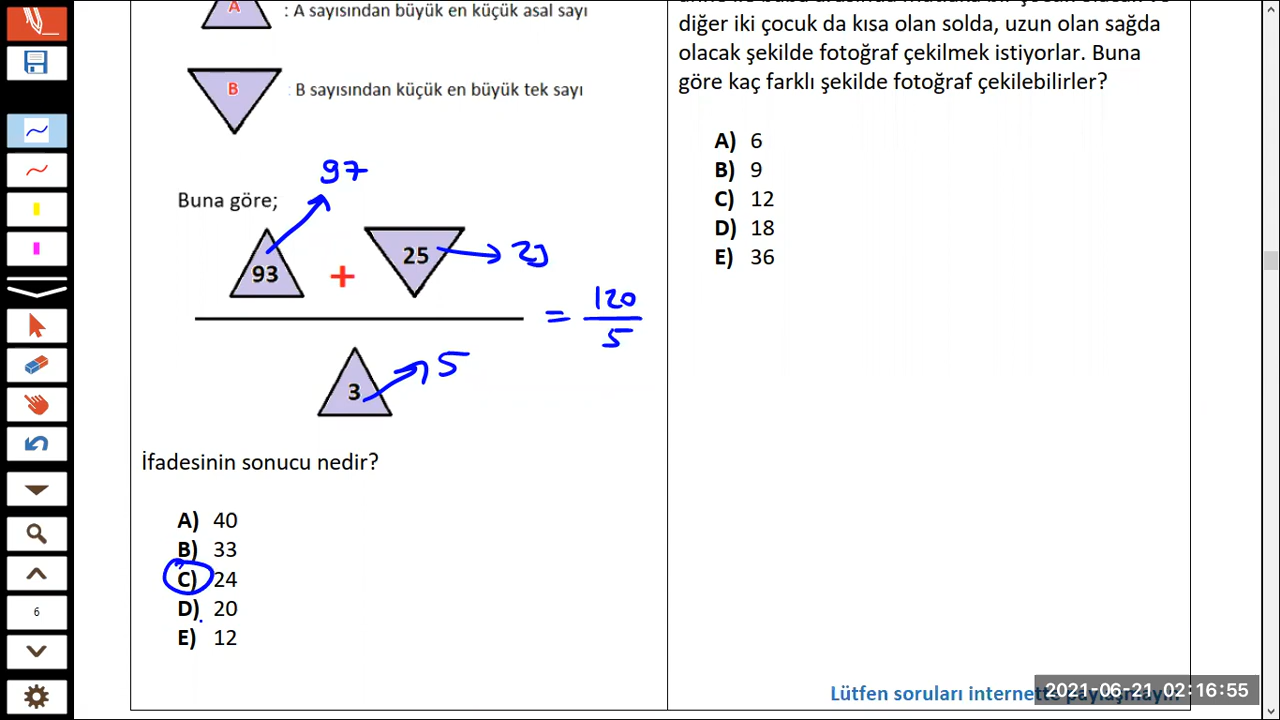 A
: A sayısından büyük en küçük asal sayı
B
: B sayısından küçük en büyük tek sayı
97
Buna göre;
93 + 25
= 120
5
3
5
İfadesinin sonucu nedir?
A) 40
B) 33
C) 24
D) 20
E) 12
diğer iki çocuk da kısa olan solda, uzun olan sağda
olacak şekilde fotoğraf çekilmek istiyorlar. Buna
göre kaç farklı şekilde fotoğraf çekilebilirler?
A) 6
B) 9
C) 12
D) 18
E) 36
Lütfen soruları internette paylaşmayın
2021-06-21 02:16:55
6